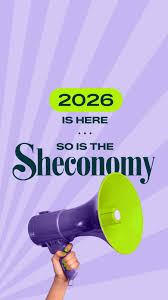 2026
IS HERE
...
SO IS THE
Sheconomy